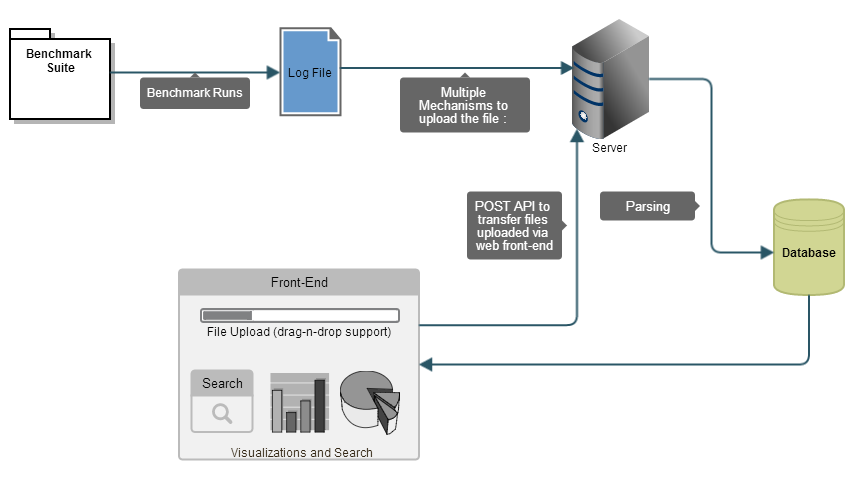 Benchmark
Suite
Benchmark Runs
Log File
Multiple
Mechanisms to
upload the file :
Server
POST API to
transfer files
uploaded via
web front-end
Parsing
Database
Front-End
File Upload (drag-n-drop support)
Search
Visualizations and Search